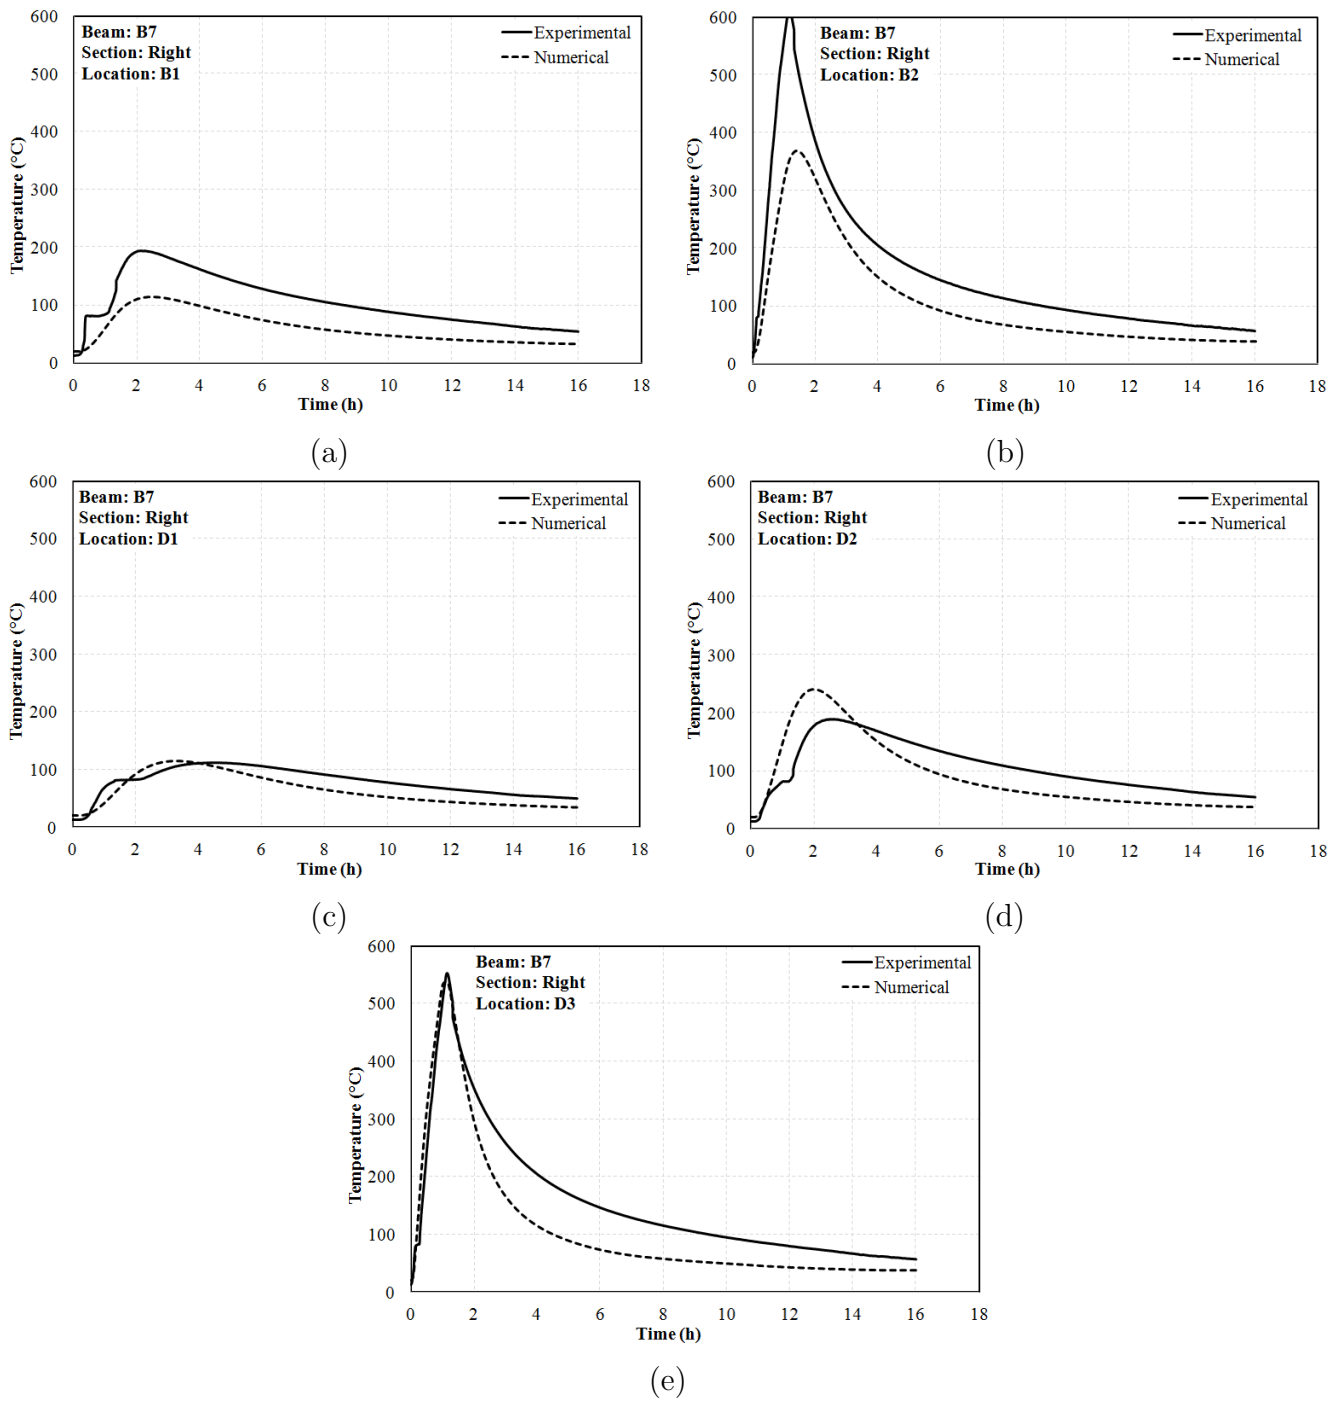 Beam: B7
Section: Right
Location: B1
Experimental
Numerical
Temperature (°C)
600
500
400
300
200
100
0
0 2 4 6 8 10 12 14 16 18
Time (h)
(a)
Beam: B7
Section: Right
Location: B2
Experimental
Numerical
Temperature (°C)
600
500
400
300
200
100
0
0 2 4 6 8 10 12 14 16 18
Time (h)
(b)
Beam: B7
Section: Right
Location: D1
Experimental
Numerical
Temperature (°C)
600
500
400
300
200
100
0
0 2 4 6 8 10 12 14 16 18
Time (h)
(c)
Beam: B7
Section: Right
Location: D2
Experimental
Numerical
Temperature (°C)
600
500
400
300
200
100
0
0 2 4 6 8 10 12 14 16 18
Time (h)
(d)
Beam: B7
Section: Right
Location: D3
Experimental
Numerical
Temperature (°C)
600
500
400
300
200
100
0
0 2 4 6 8 10 12 14 16 18
Time (h)
(e)